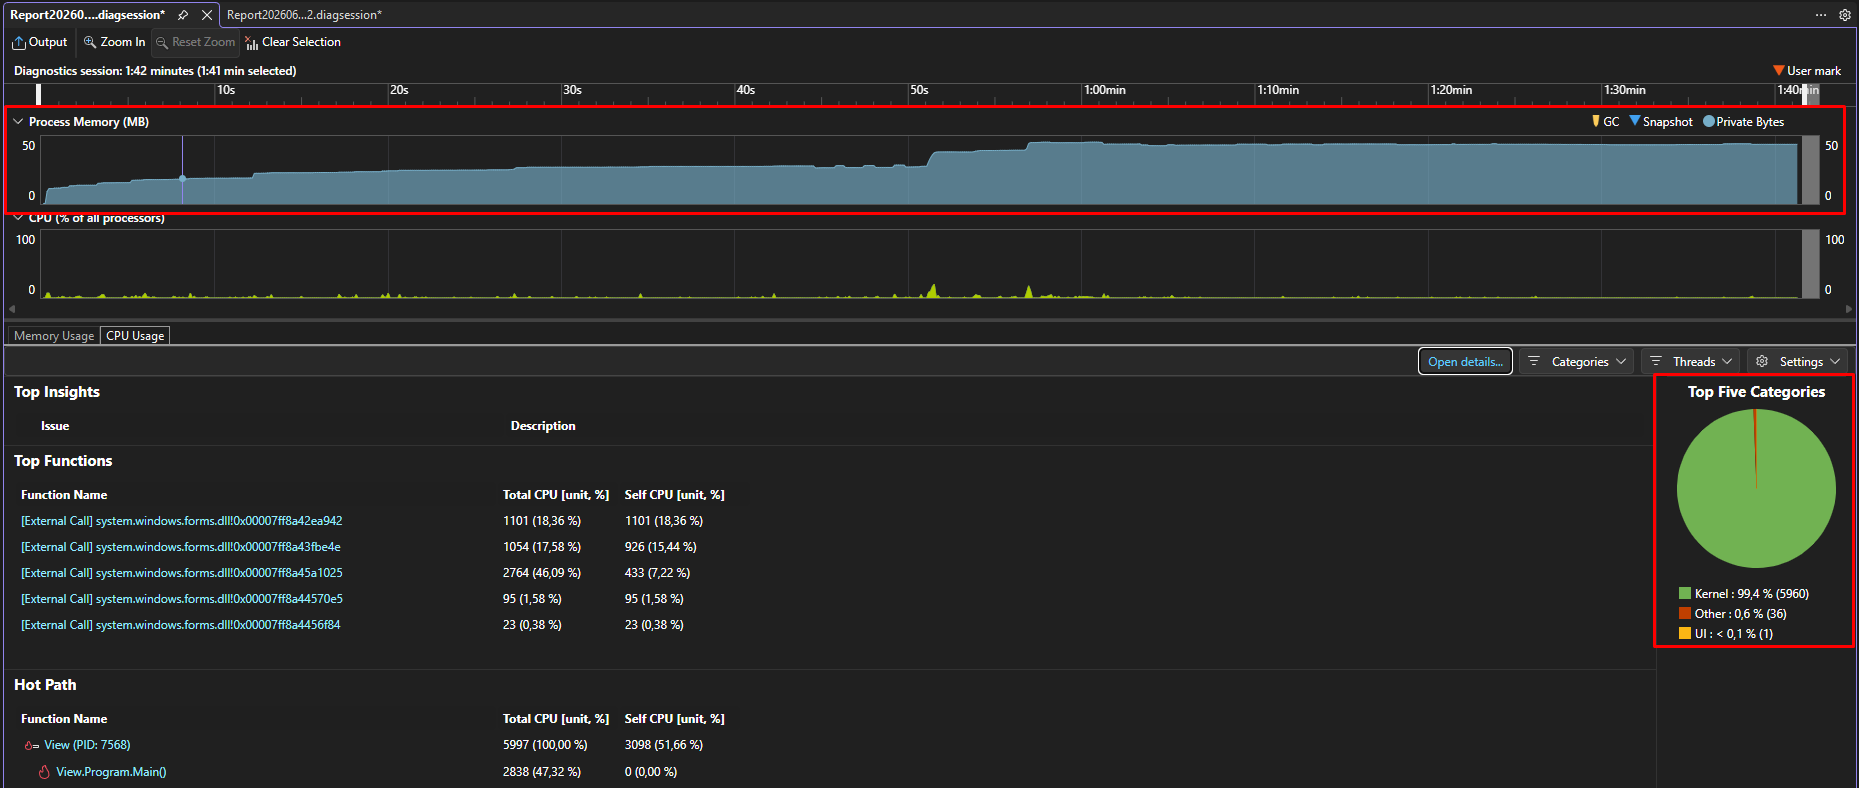 Report20260....diagsession*
Report202606...2.diagsession*
Output
Zoom In
Reset Zoom
Clear Selection
Diagnostics session: 1:42 minutes (1:41 min selected)
User mark
10s 20s 30s 40s 50s 1:00min 1:10min 1:20min 1:30min 1:40min
Process Memory (MB)
GC Snapshot Private Bytes
50 50
0 0
CPU (% of all processors)
100 100
0 0
Memory Usage CPU Usage
Open details... Categories Threads Settings
Top Insights
Issue Description
Top Functions
Function Name Total CPU [unit, %] Self CPU [unit, %]
[External Call] system.windows.forms.dll!0x00007ff8a42ea942 1101 (18,36 %) 1101 (18,36 %)
[External Call] system.windows.forms.dll!0x00007ff8a43fbe4e 1054 (17,58 %) 926 (15,44 %)
[External Call] system.windows.forms.dll!0x00007ff8a45a1025 2764 (46,09 %) 433 (7,22 %)
[External Call] system.windows.forms.dll!0x00007ff8a44570e5 95 (1,58 %) 95 (1,58 %)
[External Call] system.windows.forms.dll!0x00007ff8a4456f84 23 (0,38 %) 23 (0,38 %)
Hot Path
Function Name Total CPU [unit, %] Self CPU [unit, %]
View (PID: 7568) 5997 (100,00 %) 3098 (51,66 %)
View.Program.Main() 2838 (47,32 %) 0 (0,00 %)
Top Five Categories
Kernel : 99,4 % (5960)
Other : 0,6 % (36)
UI : < 0,1 % (1)